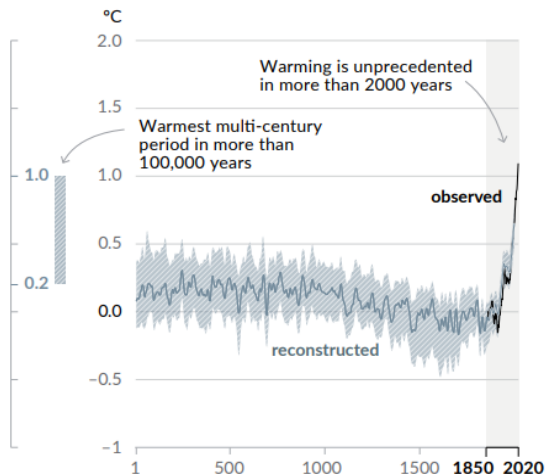 °C
2.0
Warming is unprecedented
in more than 2000 years
1.5
Warmest multi-century
period in more than
100,000 years
1.0
1.0
observed
0.5
0.2
0.0
reconstructed
−0.5
−1
1
500
1000
1500
1850
2020